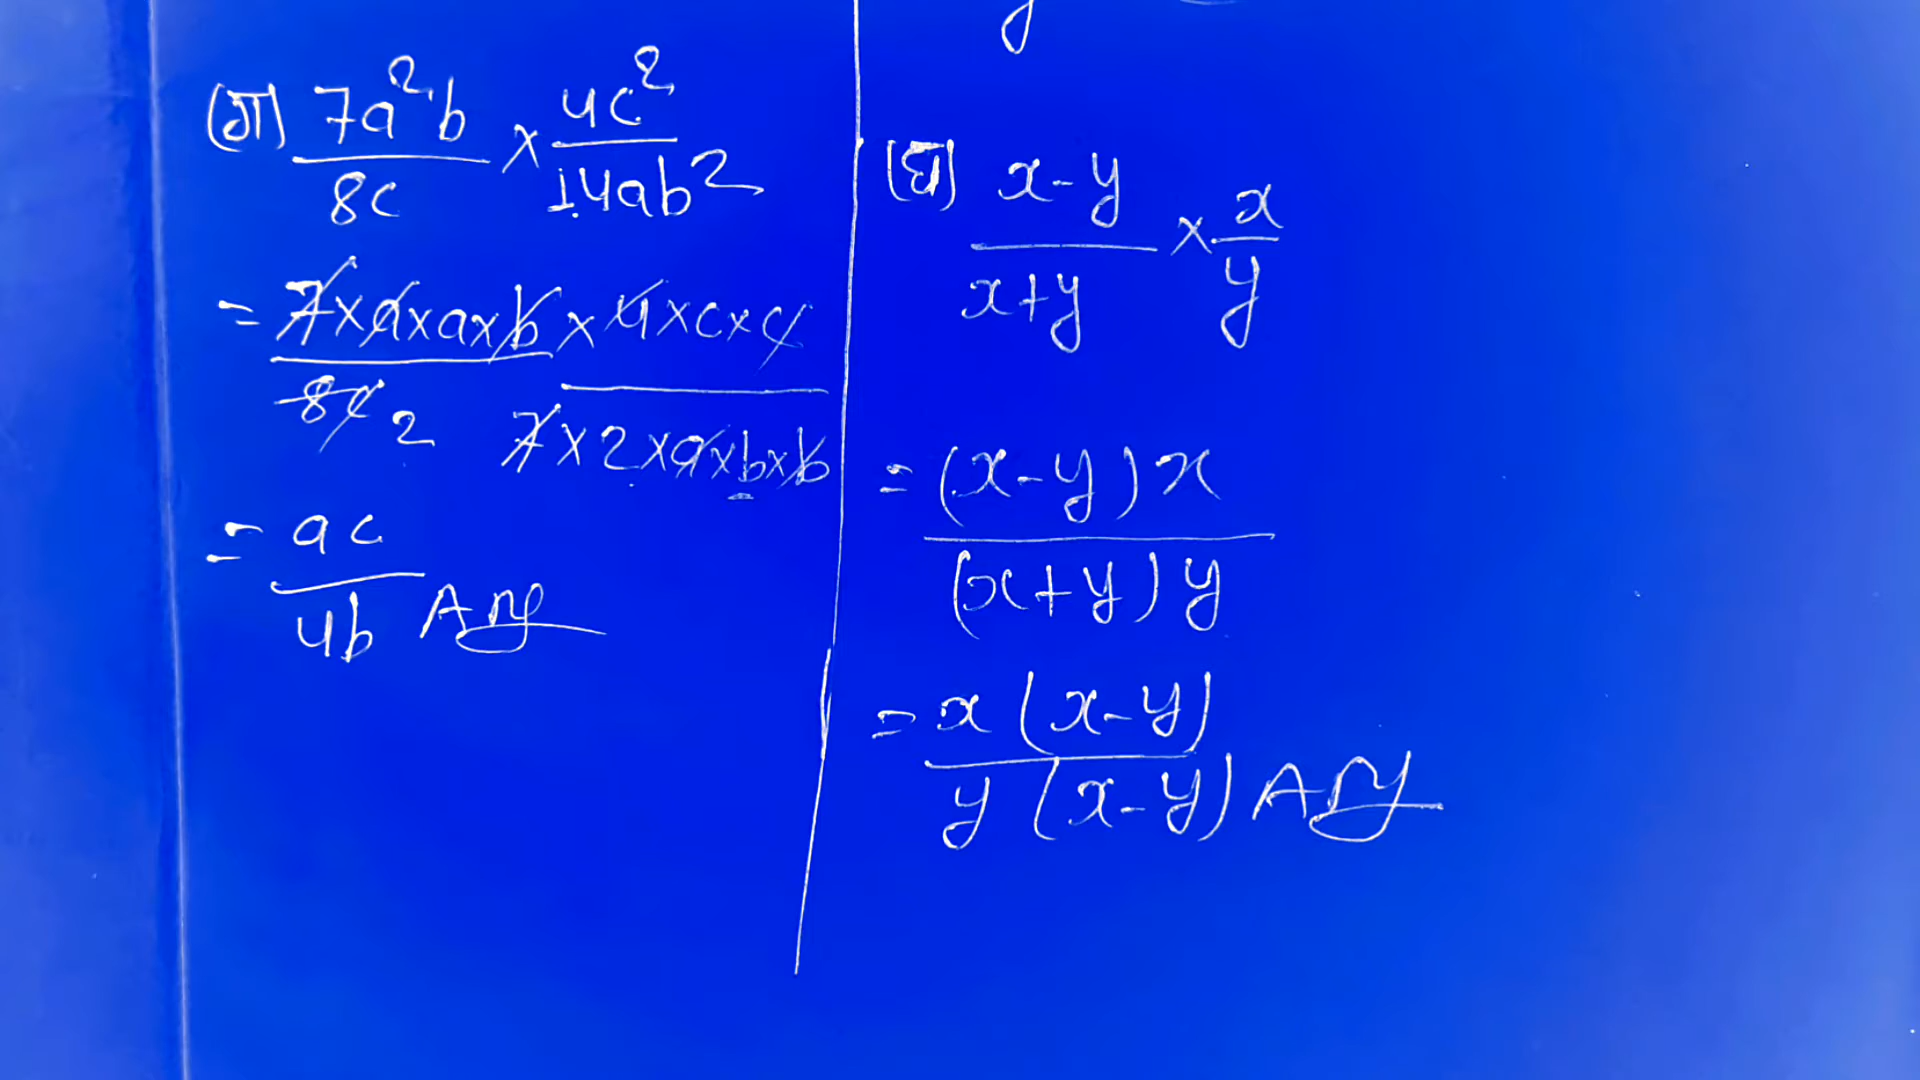 y
(গ) 7a²b/8c × 4c²/14ab²
= 7×a×a×b/8c 2 × 4×c×c/7×2×a×b×b
= ac/4b Ans
(ঘ) x-y/x+y × x/y
= (x-y)x/(x+y)y
= x(x-y)/y(x-y) Ans